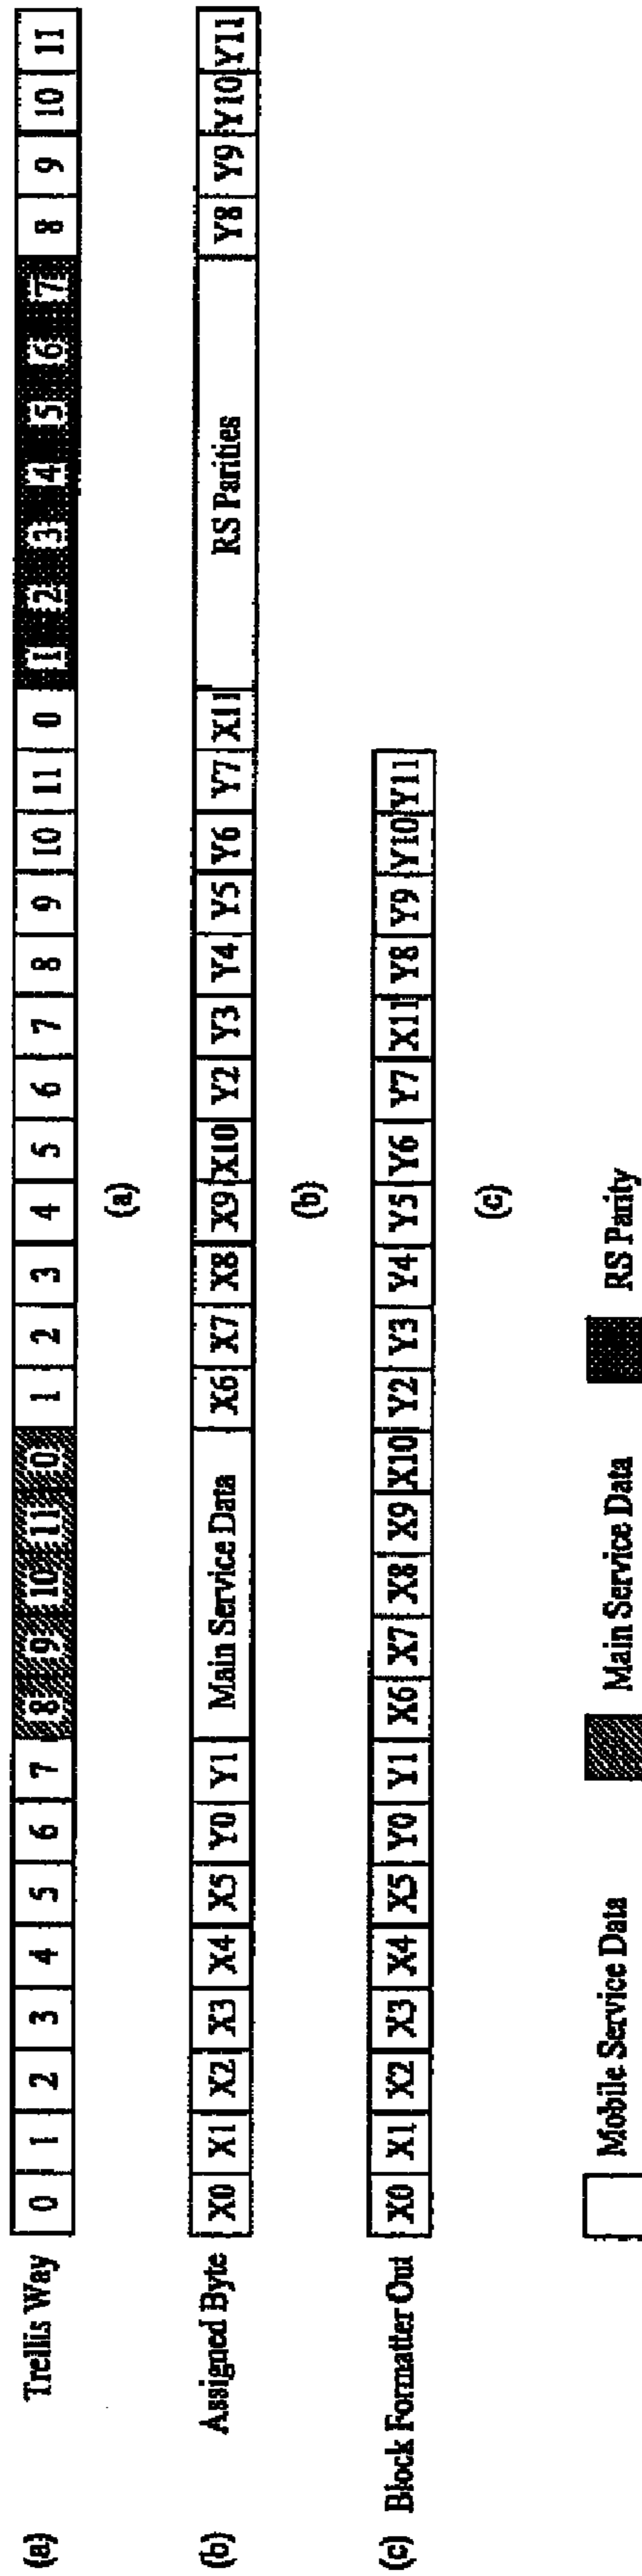 (a) Trellis Way 0 1 2 3 4 5 6 7 8 9 10 11 0 1 2 3 4 5 6 7 8 9 10 11 0 1 2 3 4 5 6 7 8 9 10 11
(a)
(b) Assigned Byte X0 X1 X2 X3 X4 X5 Y0 Y1 Main Service Data X6 X7 X8 X9 X10 Y2 Y3 Y4 Y5 Y6 Y7 X11 RS Parities Y8 Y9 Y10 Y11
(b)
(c) Block Formatter Out X0 X1 X2 X3 X4 X5 Y0 Y1 X6 X7 X8 X9 X10 Y2 Y3 Y4 Y5 Y6 Y7 X11 Y8 Y9 Y10 Y11
(c)
Mobile Service Data Main Service Data RS Parity